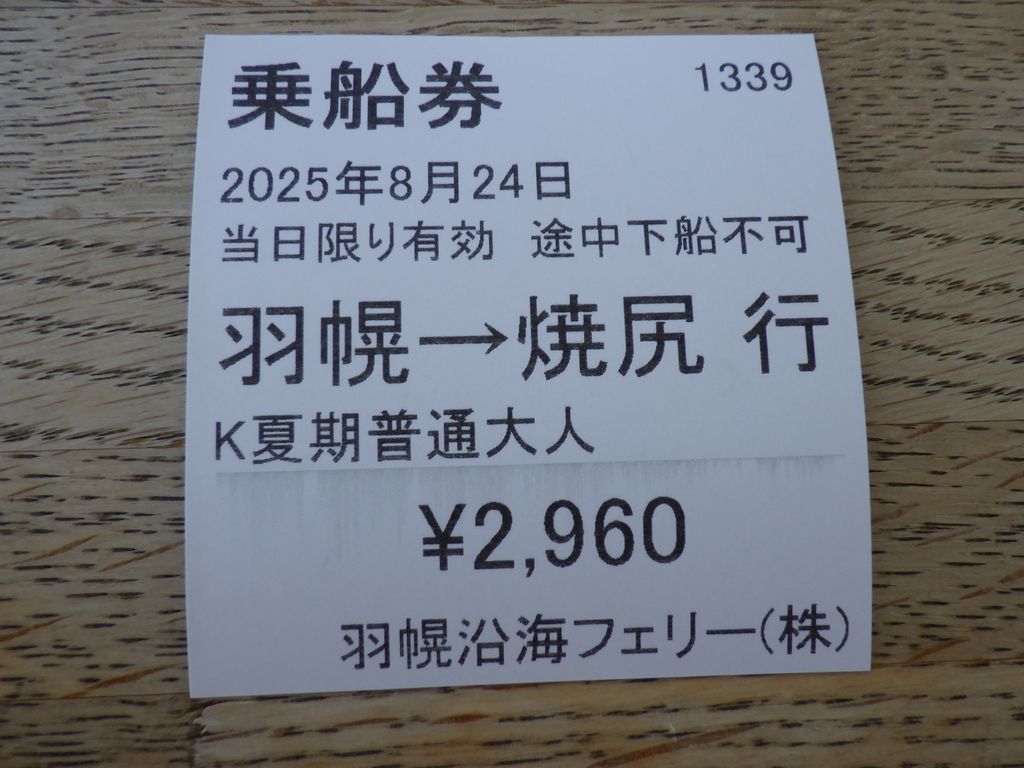 乗船券 1339
2025年8月24日
当日限り有効 途中下船不可
羽幌→焼尻 行
K夏期普通大人
¥2,960
羽幌沿海フェリー(株)